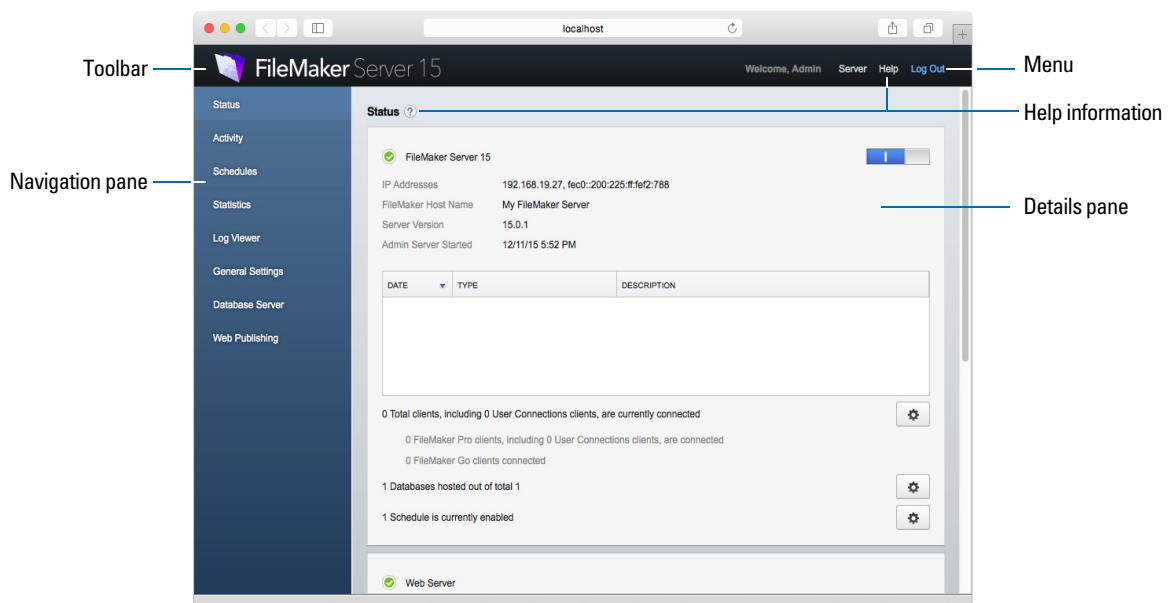 localhost
Toolbar
FileMaker Server 15
Welcome, Admin Server Help Log Out
Menu
Help information
Navigation pane
Details pane
Status
Activity
Schedules
Statistics
Log Viewer
General Settings
Database Server
Web Publishing
Status ?
FileMaker Server 15
IP Addresses 192.168.19.27, fec0::200:225:ff:fef2:788
FileMaker Host Name My FileMaker Server
Server Version 15.0.1
Admin Server Started 12/11/15 5:52 PM
DATE TYPE DESCRIPTION
0 Total clients, including 0 User Connections clients, are currently connected
0 FileMaker Pro clients, including 0 User Connections clients, are connected
0 FileMaker Go clients connected
1 Databases hosted out of total 1
1 Schedule is currently enabled
Web Server